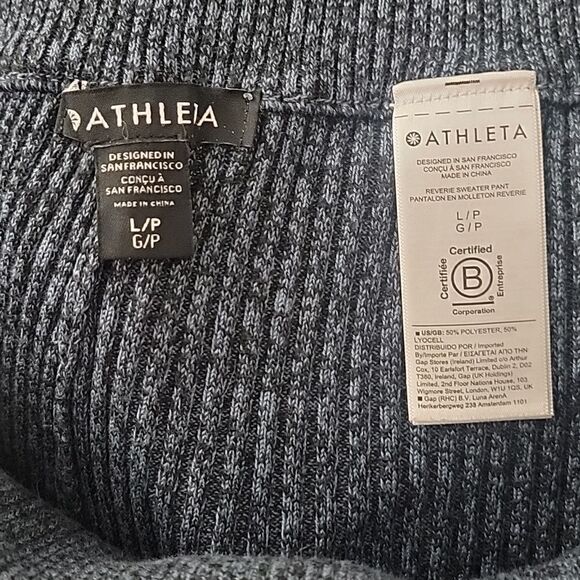 ATHLETA
DESIGNED IN
SAN FRANCISCO
CONÇU À
SAN FRANCISCO
MADE IN CHINA
L/P
G/P
ATHLETA
DESIGNED IN SAN FRANCISCO
CONÇU À SAN FRANCISCO
MADE IN CHINA
REVERIE SWEATER PANT
PANTALON EN MOLLETON REVERIE
L/P
G/P
Certified
Certifiée
B
Entreprise
Corporation
■ US/GB: 50% POLYESTER, 50%
LYOCELL
DISTRIBUIDO POR / Imported
By/Importe Par / ΕΙΣΑΓΕΤΑΙ ΑΠΟ ΤΗΝ
Gap Stores (Ireland) Limited c/o Arthur
Cox, 10 Earlsfort Terrace, Dublin 2, D02
T380, Ireland, Gap (UK Holdings)
Limited, 2nd Floor Nations House, 103
Wigmore Street, London, W1U 1QS, UK
■ Gap (RHC) B.V. Luna ArenA
Herikerbergweg 238 Amsterdam 1101